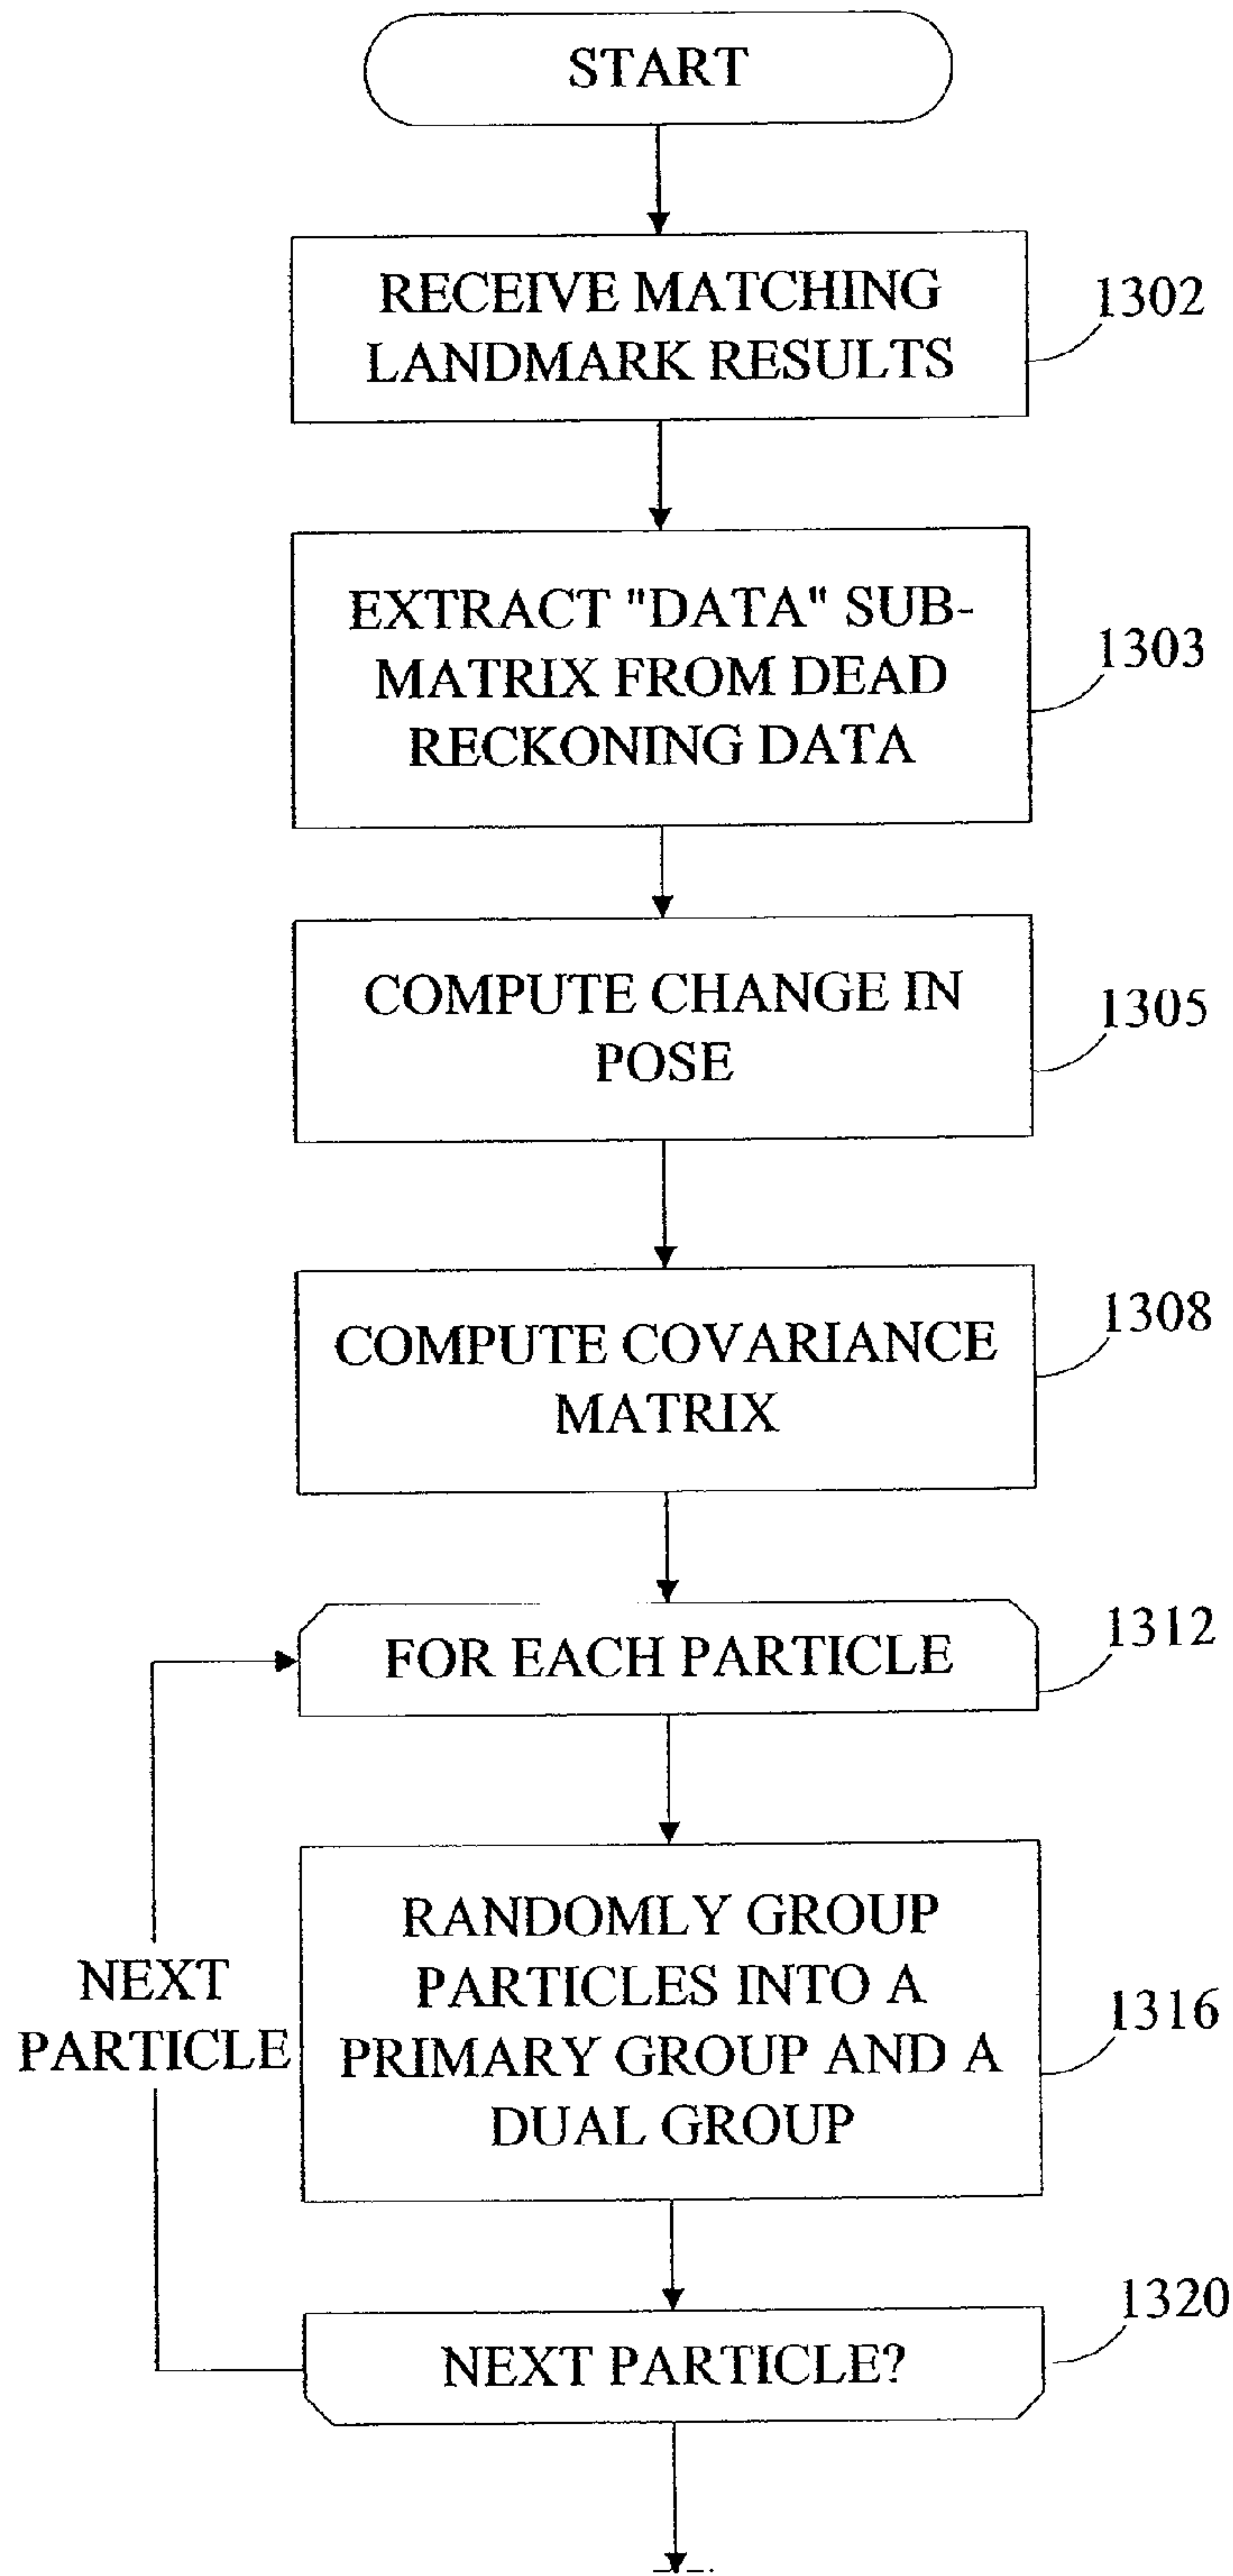 START
RECEIVE MATCHING
LANDMARK RESULTS
1302
EXTRACT "DATA" SUB-
MATRIX FROM DEAD
RECKONING DATA
1303
COMPUTE CHANGE IN
POSE
1305
COMPUTE COVARIANCE
MATRIX
1308
FOR EACH PARTICLE
1312
RANDOMLY GROUP
PARTICLES INTO A
PRIMARY GROUP AND A
DUAL GROUP
1316
NEXT
PARTICLE
NEXT PARTICLE?
1320